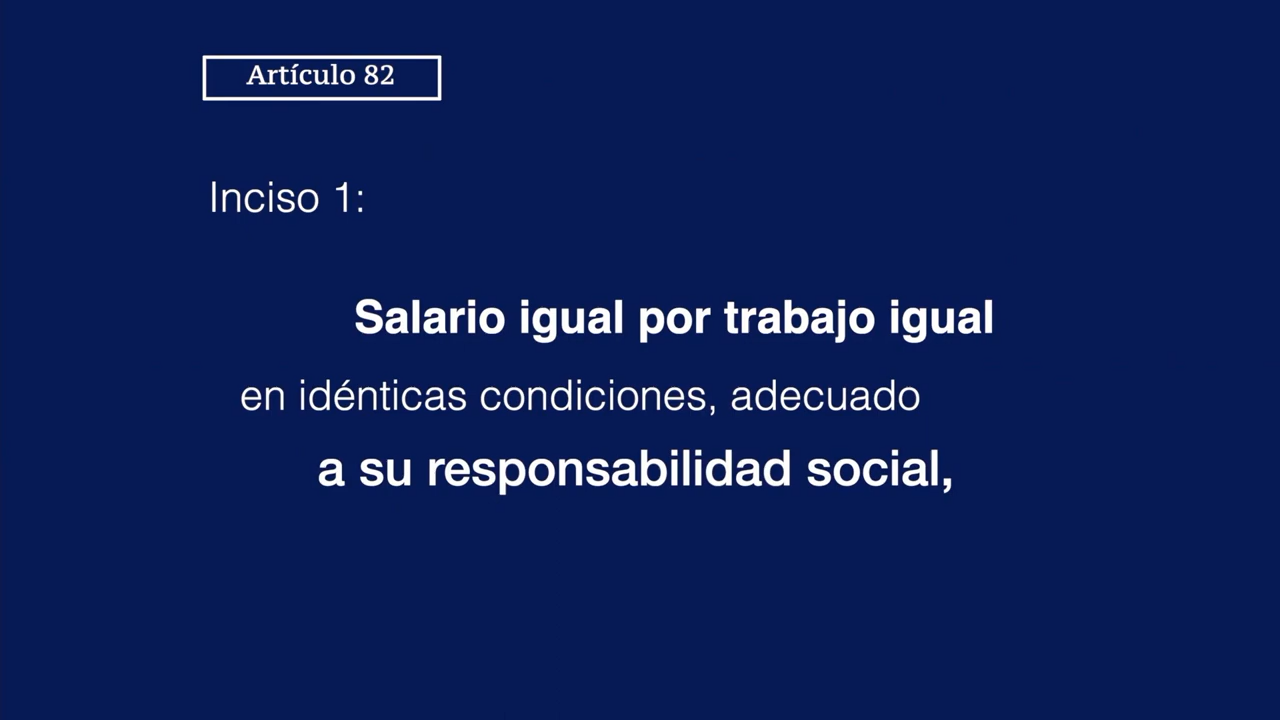 Artículo 82
Inciso 1:
Salario igual por trabajo igual
en idénticas condiciones, adecuado
a su responsabilidad social,